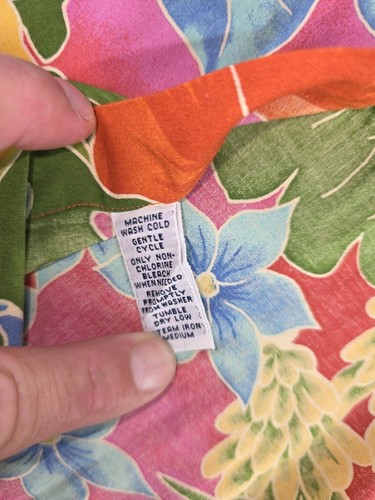 MACHINE
WASH COLD
GENTLE
CYCLE
ONLY NON-
CHLORINE
BLEACH
WHEN NEEDED
REMOVE
PROMPTLY
FROM WASHER
TUMBLE
DRY LOW
TEAM IRON
MEDIUM